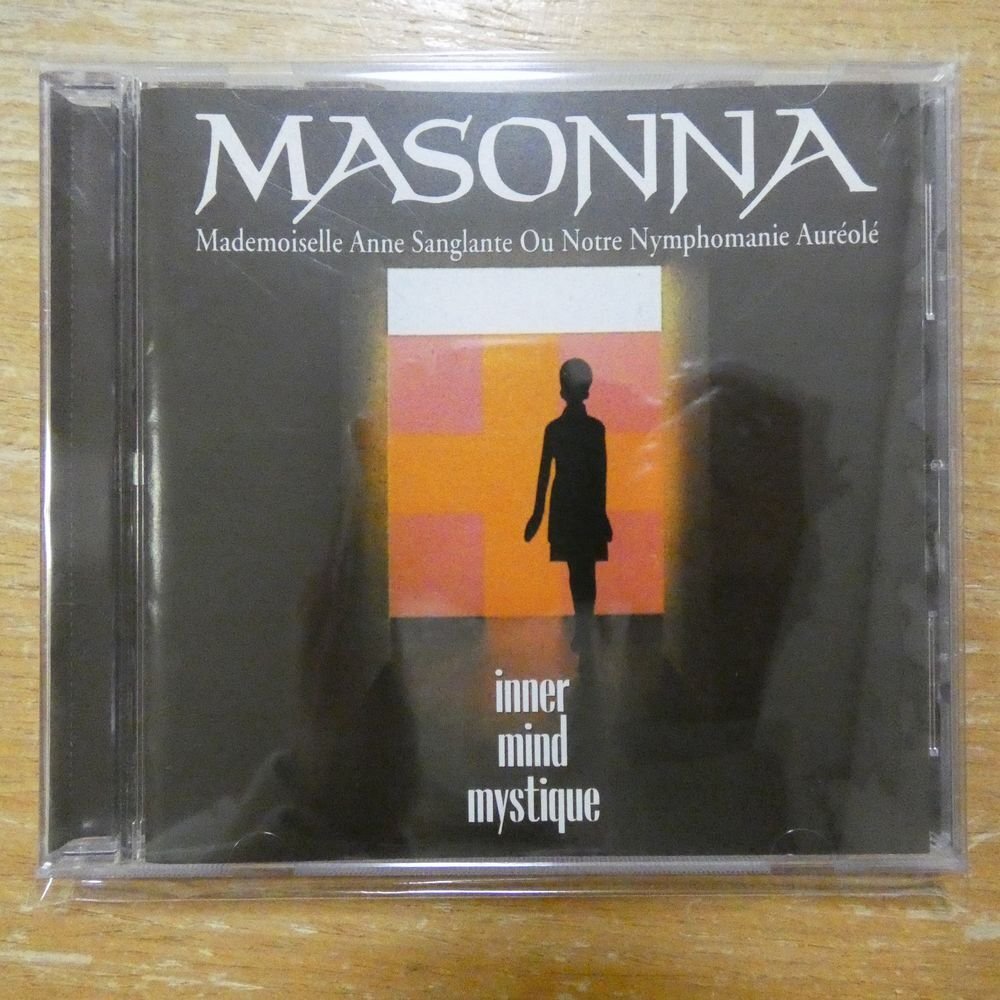 MASONNA
Mademoiselle Anne Sanglante Ou Notre Nymphomanie Auréolé
inner
mind
mystique